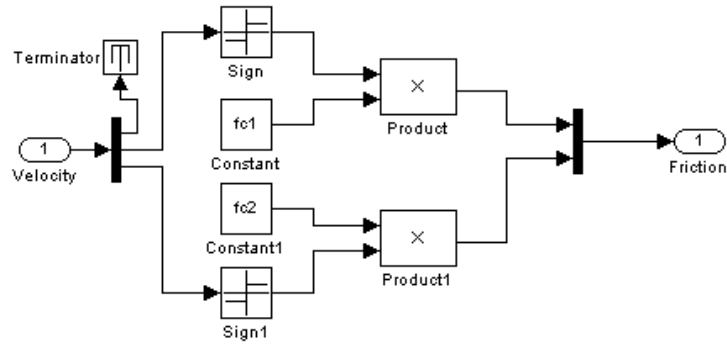 Terminator
Sign
1
Velocity
fc1
Constant
×
Product
1
Friction
fc2
Constant1
×
Product1
Sign1